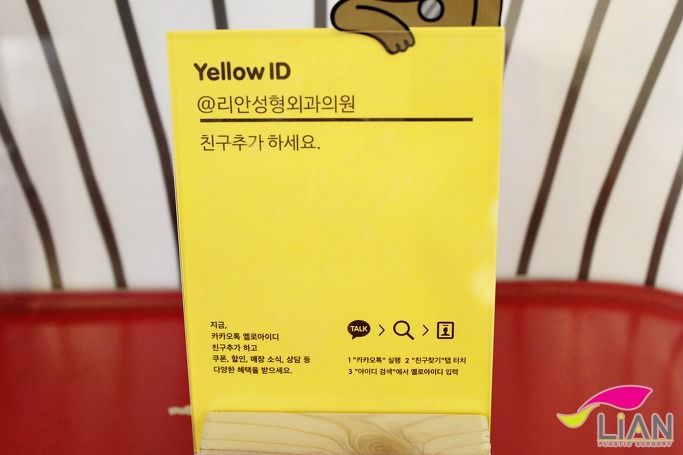 Yellow ID
@리안성형외과의원
친구추가 하세요.
지금,
카카오톡 옐로아이디
친구추가 하고
쿠폰, 할인, 매장 소식, 상담 등
다양한 혜택을 받으세요.
TALK
1 "카카오톡" 실행 2 "친구찾기"탭 터치
3 "아이디 검색"에서 옐로아이디 입력
LIAN
PLASTIC SURGERY